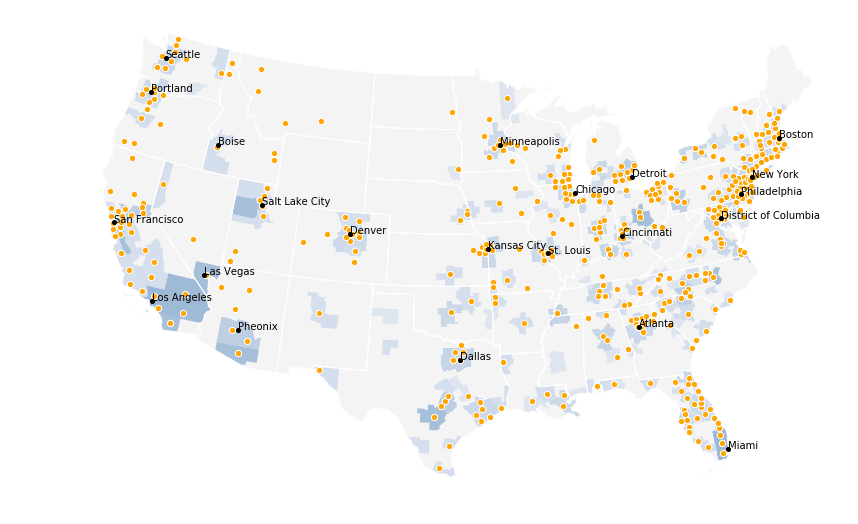 Seattle
Portland
Boise
Minneapolis
Boston
Detroit
New York
Chicago
Philadelphia
Salt Lake City
District of Columbia
San Francisco
Denver
Cincinnati
Kansas City
St. Louis
Las Vegas
Los Angeles
Pheonix
Atlanta
Dallas
Miami